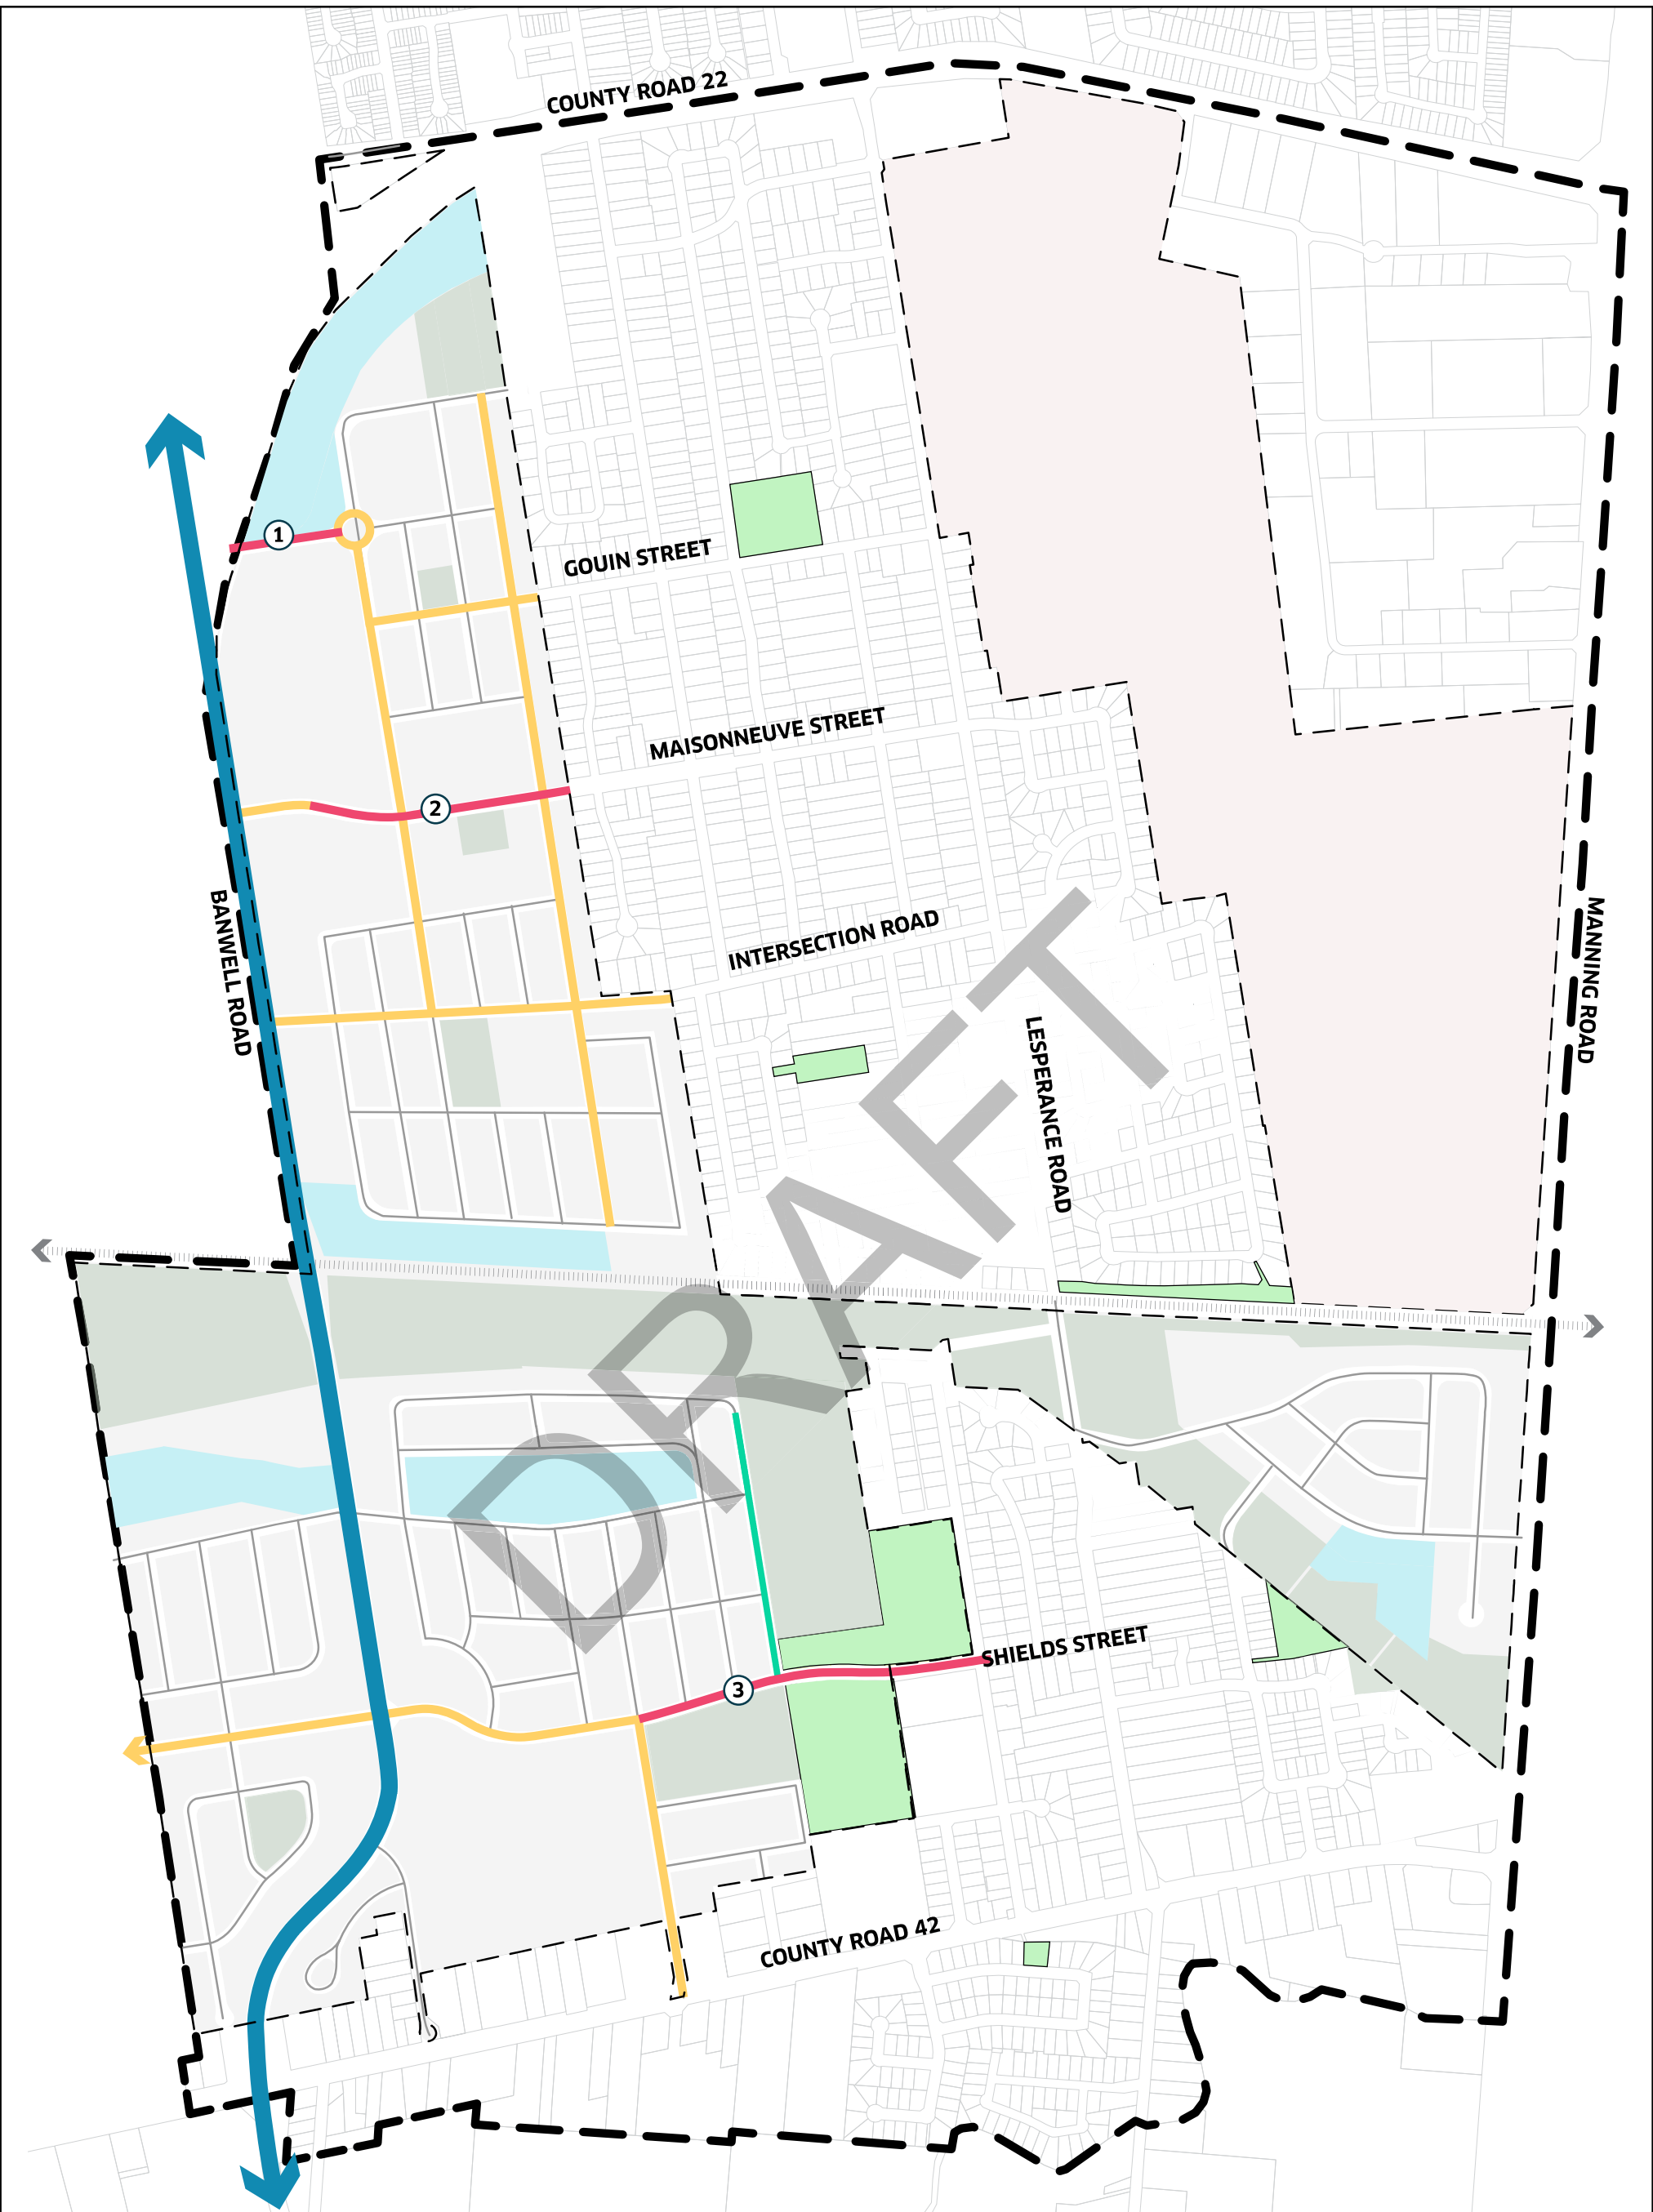 COUNTY ROAD 22
1
GOUIN STREET
MAISONNEUVE STREET
2
BANWELL ROAD
INTERSECTION ROAD
MANNING ROAD
LESPERANCE ROAD
DRAFT
SHIELDS STREET
3
COUNTY ROAD 42